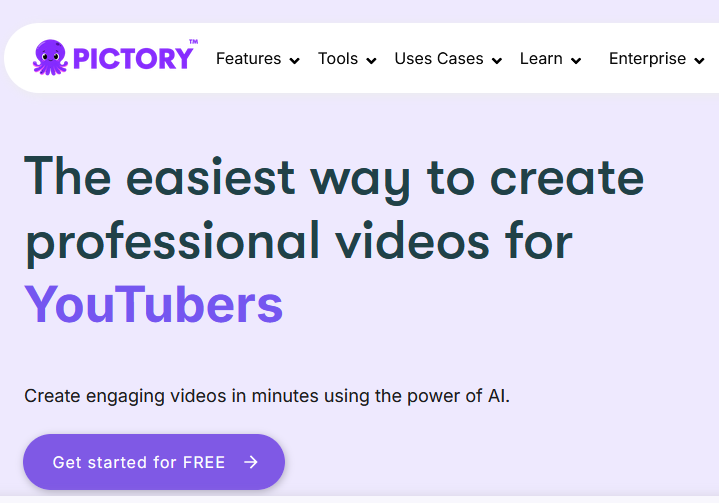 PICTORY™ Features Tools Uses Cases Learn Enterprise
The easiest way to create
professional videos for
YouTubers
Create engaging videos in minutes using the power of AI.
Get started for FREE →